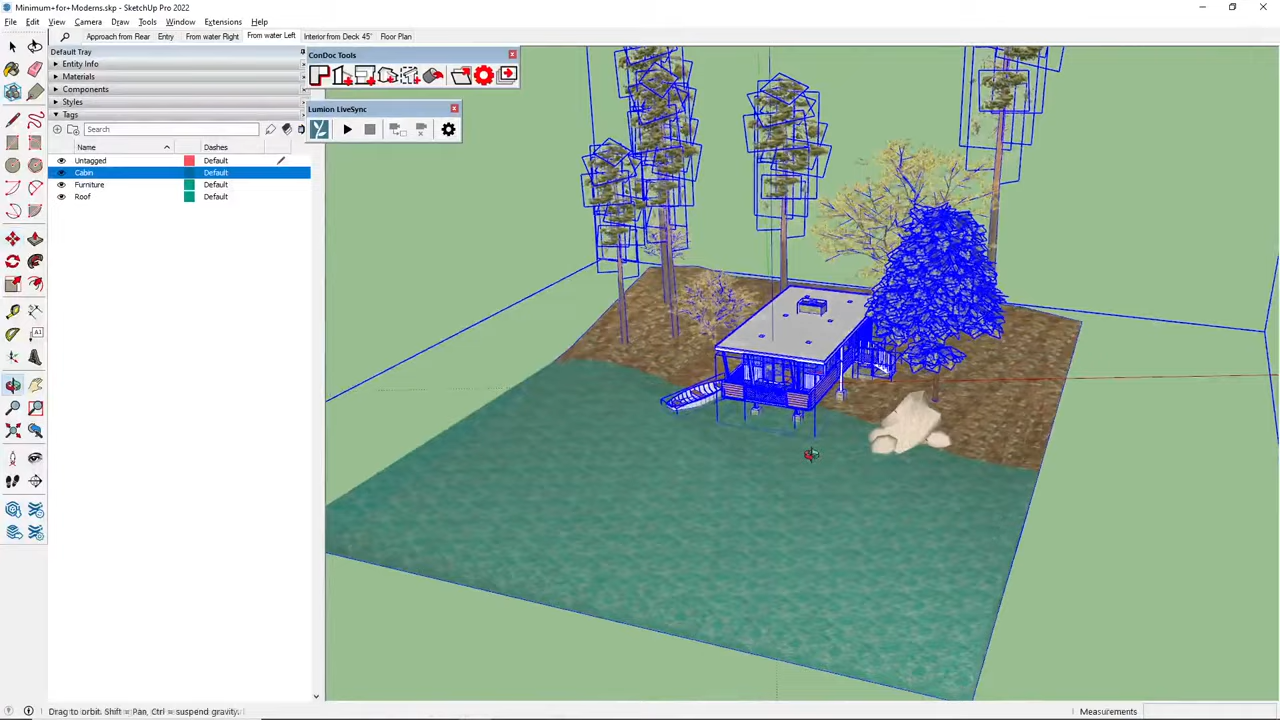 Minimum+for+Moderns.skp - SketchUp Pro 2022
File Edit View Camera Draw Tools Window Extensions Help
Approach from Rear Entry From water Right From water Left Interior from Deck 45° Floor Plan
Default Tray
Entity Info
Materials
Components
Styles
Tags
Search
Name Dashes
Untagged Default
Cabin Default
Furniture Default
Roof Default
ConDoc Tools
Lumion LiveSync
Drag to orbit. Shift = Pan, Ctrl = suspend gravity.
Measurements